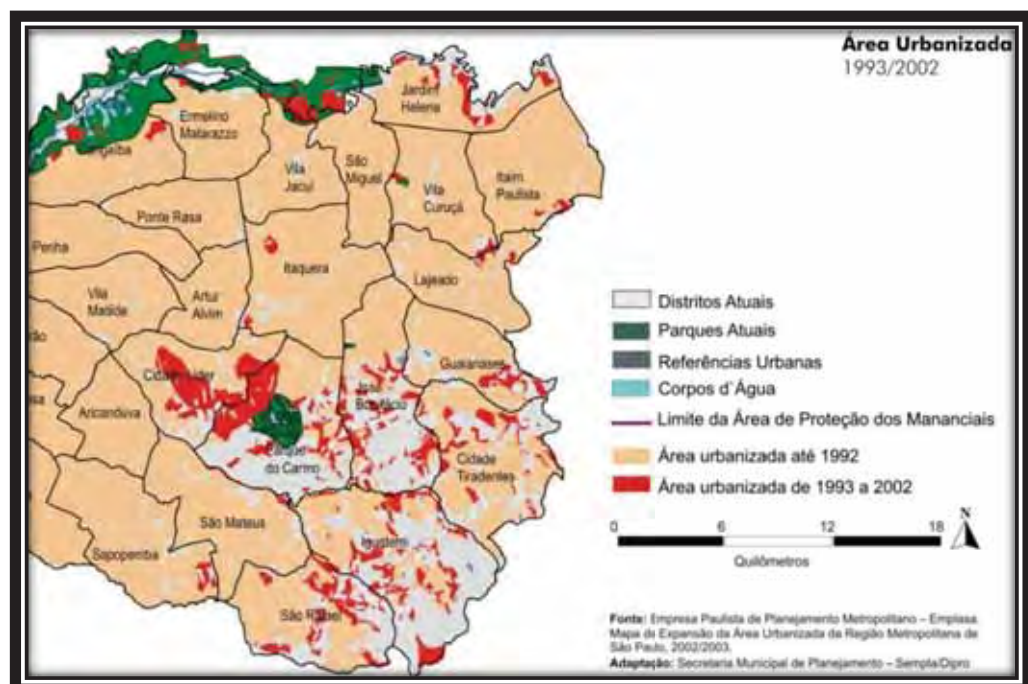 Área Urbanizada
1993/2002
Jardim
Helena
Ermelino
Matarazzo
São
Miguel
Vila
Jacuí
Vila
Curuçá
Itaim
Paulista
Ponte Rasa
Penha
Itaquera
Lajeado
Vila
Matilde
Artur
Alvim
Guaianases
José
Bonifácio
Aricanduva
Parque
do Carmo
Cidade
Tiradentes
São Mateus
Iguatemi
Sapopemba
São Rafael
Distritos Atuais
Parques Atuais
Referências Urbanas
Corpos d`Água
Limite da Área de Proteção dos Mananciais
Área urbanizada até 1992
Área urbanizada de 1993 a 2002
0 6 12 18
N
Quilômetros
Fonte: Empresa Paulista de Planejamento Metropolitano – Emplasa.
Mapa de Expansão da Área Urbanizada da Região Metropolitana de
São Paulo, 2002/2003.
Adaptação: Secretaria Municipal de Planejamento – Sempla/Dipro